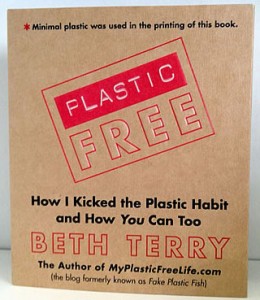 * Minimal plastic was used in the printing of this book.
PLASTIC
FREE
How I Kicked the Plastic Habit
and How You Can Too
BETH TERRY
The Author of MyPlasticFreeLife.com
(the blog formerly known as Fake Plastic Fish)